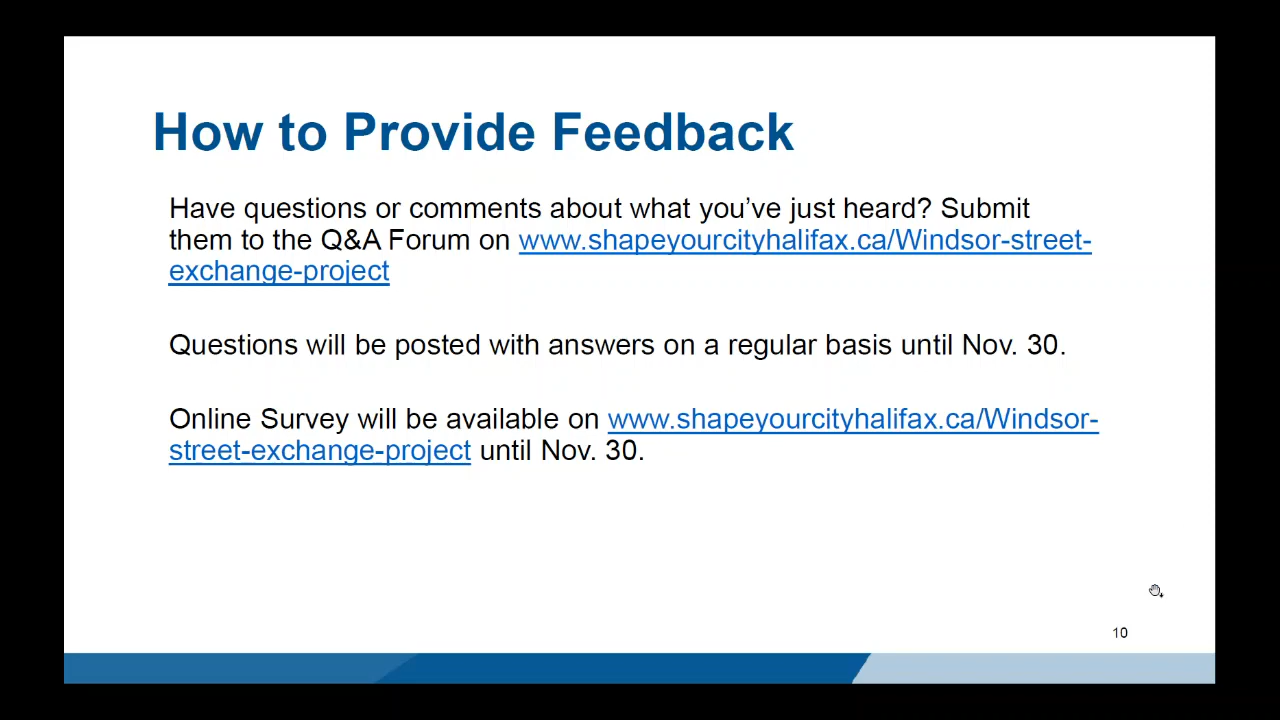 How to Provide Feedback
Have questions or comments about what you’ve just heard? Submit
them to the Q&A Forum on www.shapeyourcityhalifax.ca/Windsor-street-
exchange-project
Questions will be posted with answers on a regular basis until Nov. 30.
Online Survey will be available on www.shapeyourcityhalifax.ca/Windsor-
street-exchange-project until Nov. 30.
10